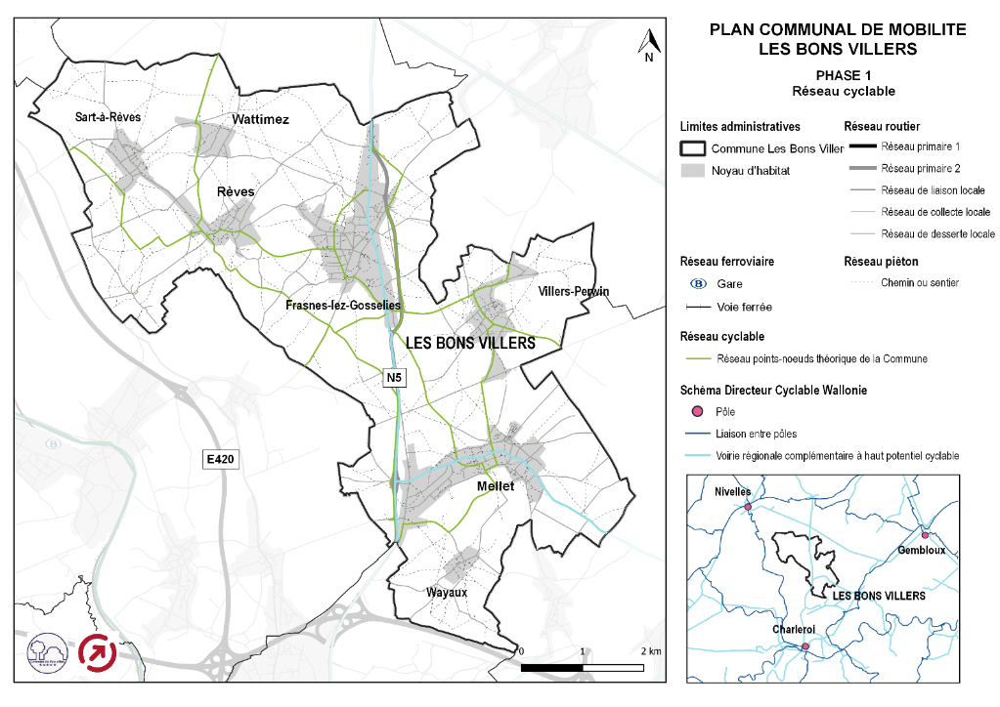 PLAN COMMUNAL DE MOBILITE
LES BONS VILLERS
PHASE 1
Réseau cyclable
Limites administratives
Commune Les Bons Viller
Noyau d'habitat
Réseau routier
Réseau primaire 1
Réseau primaire 2
Réseau de liaison locale
Réseau de collecte locale
Réseau de desserte locale
Réseau ferroviaire
B
Gare
Voie ferrée
Réseau piéton
Chemin ou sentier
Réseau cyclable
Réseau points-noeuds théorique de la Commune
Schéma Directeur Cyclable Wallonie
Pôle
Liaison entre pôles
Voirie régionale complémentaire à haut potentiel cyclable
N
Sart-à-Rêves
Wattimez
Rêves
Frasnes-lez-Gosselies
Villers-Perwin
LES BONS VILLERS
N5
B
E420
Mellet
Wayaux
0 1 2 km
Nivelles
Gembloux
LES BONS VILLERS
Charleroi